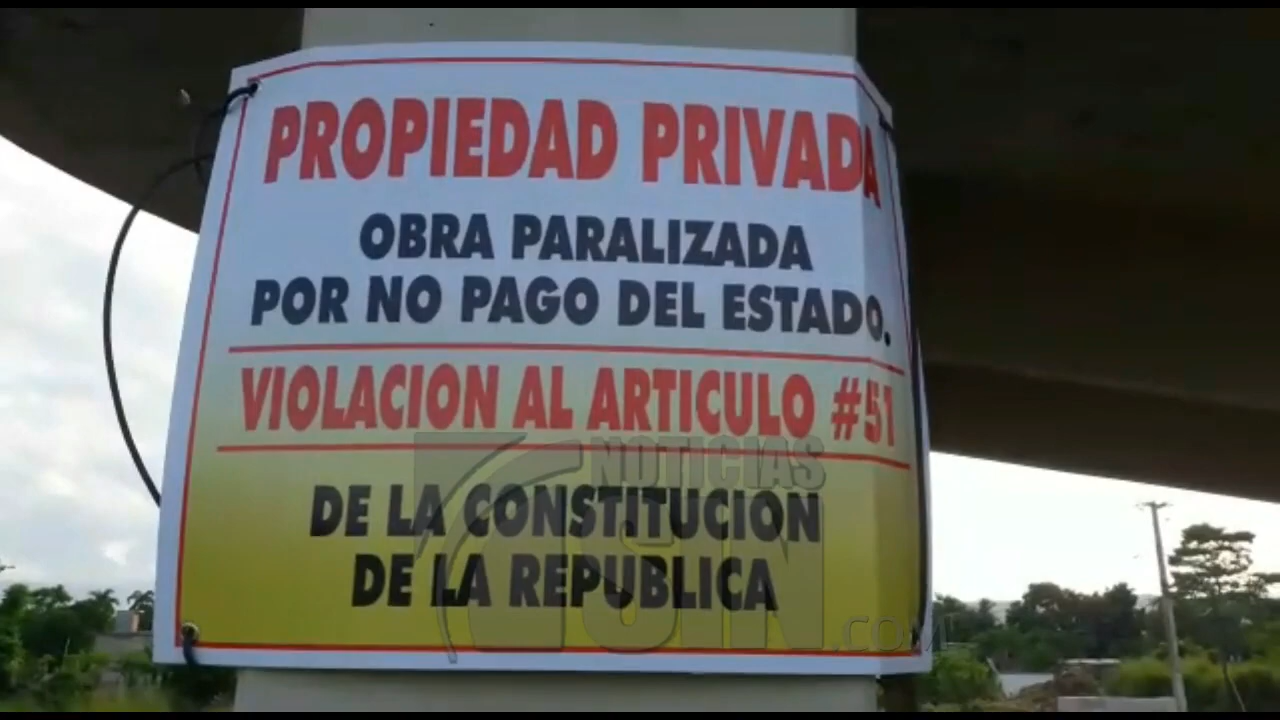 PROPIEDAD PRIVADA
OBRA PARALIZADA
POR NO PAGO DEL ESTADO.
VIOLACION AL ARTICULO #51
DE LA CONSTITUCION
DE LA REPUBLICA
NOTICIAS
SIN
.COM